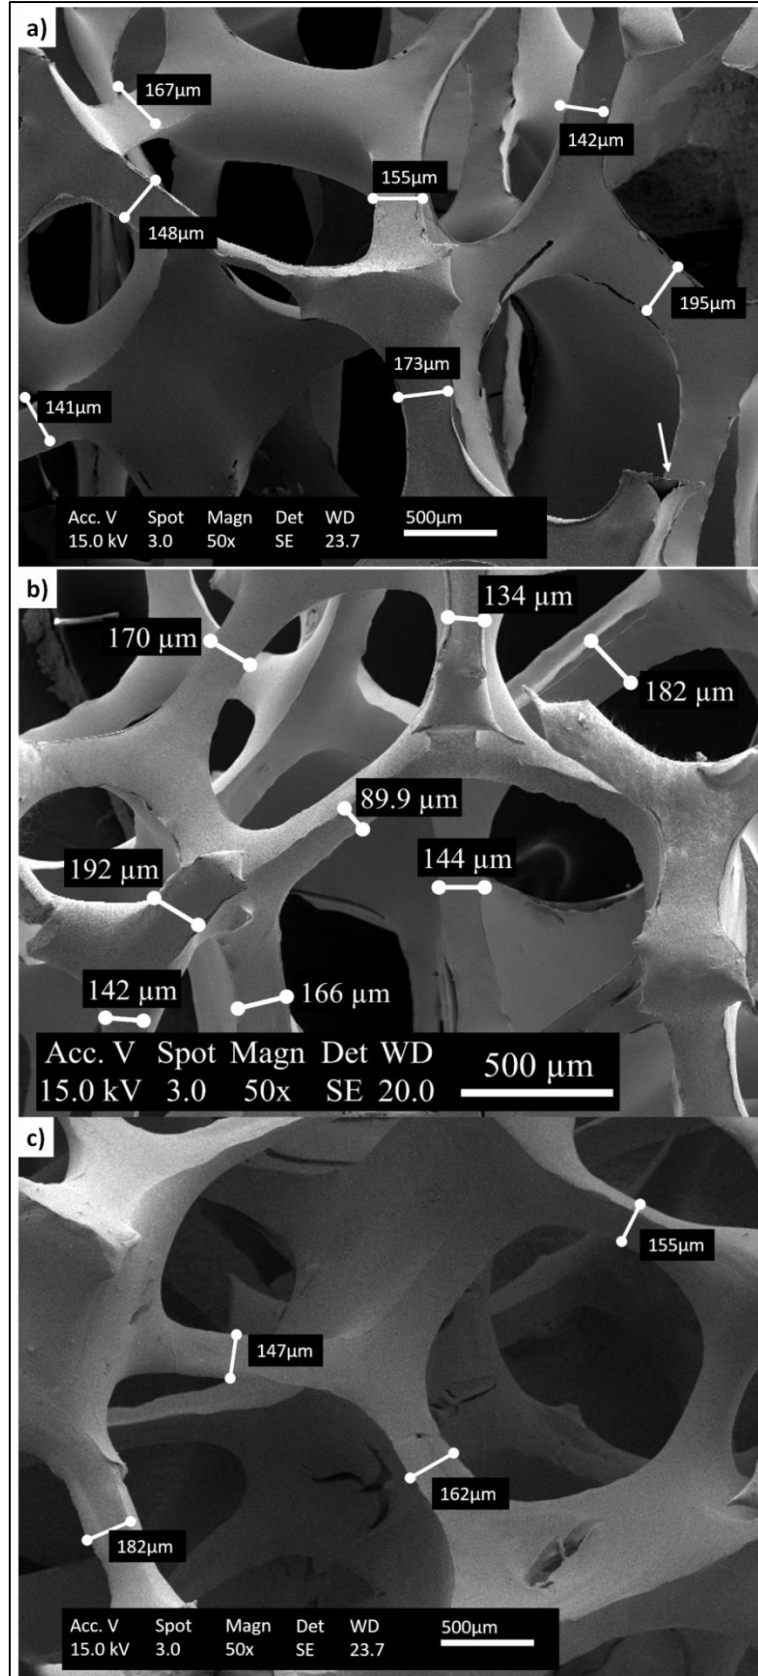 a)
167μm
142μm
155μm
148μm
195μm
173μm
141μm
Acc. V Spot Magn Det WD 500μm
15.0 kV 3.0 50x SE 23.7
b)
134 μm
170 μm
182 μm
89.9 μm
144 μm
192 μm
142 μm
166 μm
Acc. V Spot Magn Det WD 500 μm
15.0 kV 3.0 50x SE 20.0
c)
155μm
147μm
162μm
182μm
Acc. V Spot Magn Det WD 500μm
15.0 kV 3.0 50x SE 23.7